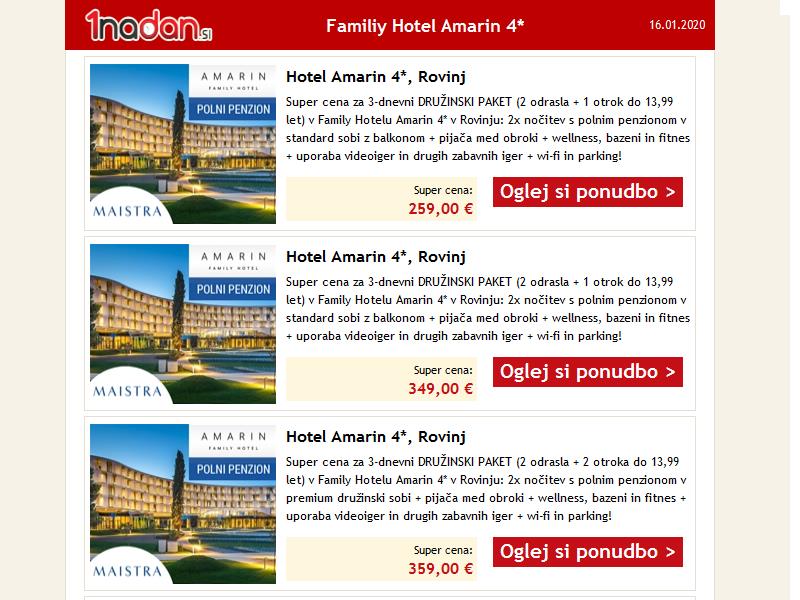 1nadan.si
Familiy Hotel Amarin 4*
16.01.2020
AMARIN
FAMILY HOTEL
POLNI PENZION
MAISTRA
Hotel Amarin 4*, Rovinj
Super cena za 3-dnevni DRUŽINSKI PAKET (2 odrasla + 1 otrok do 13,99
let) v Family Hotelu Amarin 4* v Rovinju: 2x nočitev s polnim penzionom v
standard sobi z balkonom + pijača med obroki + wellness, bazeni in fitnes
+ uporaba videoiger in drugih zabavnih iger + wi-fi in parking!
Super cena:
259,00 €
Oglej si ponudbo >
AMARIN
FAMILY HOTEL
POLNI PENZION
MAISTRA
Hotel Amarin 4*, Rovinj
Super cena za 3-dnevni DRUŽINSKI PAKET (2 odrasla + 1 otrok do 13,99
let) v Family Hotelu Amarin 4* v Rovinju: 2x nočitev s polnim penzionom v
standard sobi z balkonom + pijača med obroki + wellness, bazeni in fitnes
+ uporaba videoiger in drugih zabavnih iger + wi-fi in parking!
Super cena:
349,00 €
Oglej si ponudbo >
AMARIN
FAMILY HOTEL
POLNI PENZION
MAISTRA
Hotel Amarin 4*, Rovinj
Super cena za 3-dnevni DRUŽINSKI PAKET (2 odrasla + 2 otroka do 13,99
let) v Family Hotelu Amarin 4* v Rovinju: 2x nočitev s polnim penzionom v
premium družinski sobi + pijača med obroki + wellness, bazeni in fitnes +
uporaba videoiger in drugih zabavnih iger + wi-fi in parking!
Super cena:
359,00 €
Oglej si ponudbo >